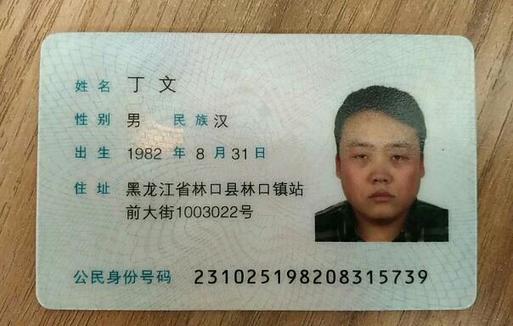 姓名 丁文
性别 男 民族 汉
出生 1982 年 8 月 31 日
住址 黑龙江省林口县林口镇站
前大街1003022号
公民身份号码 231025198208315739